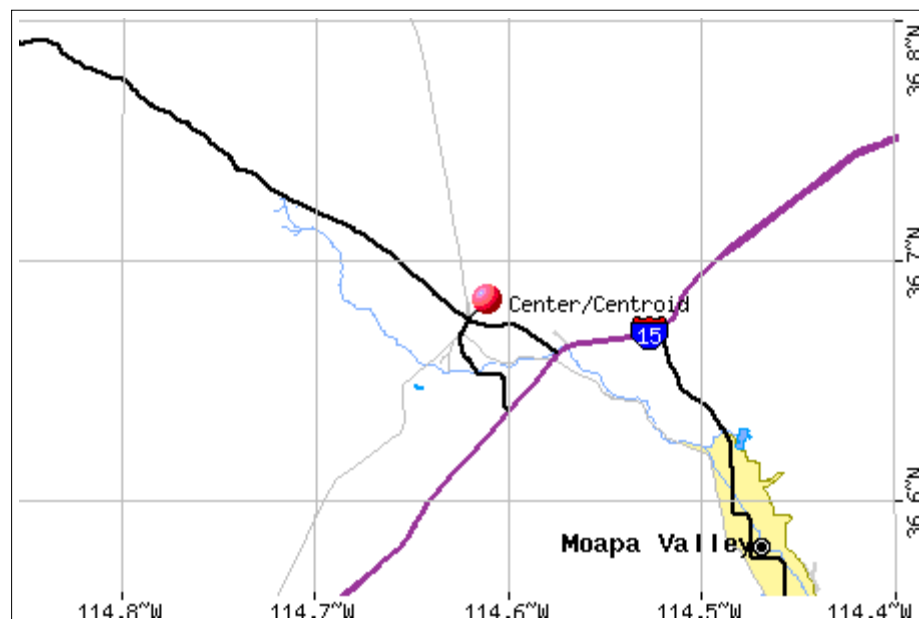 36.8~N
36.7~N
Center/Centroid
15
36.6~N
Moapa Valley
114.8~W
114.7~W
114.6~W
114.5~W
114.4~W